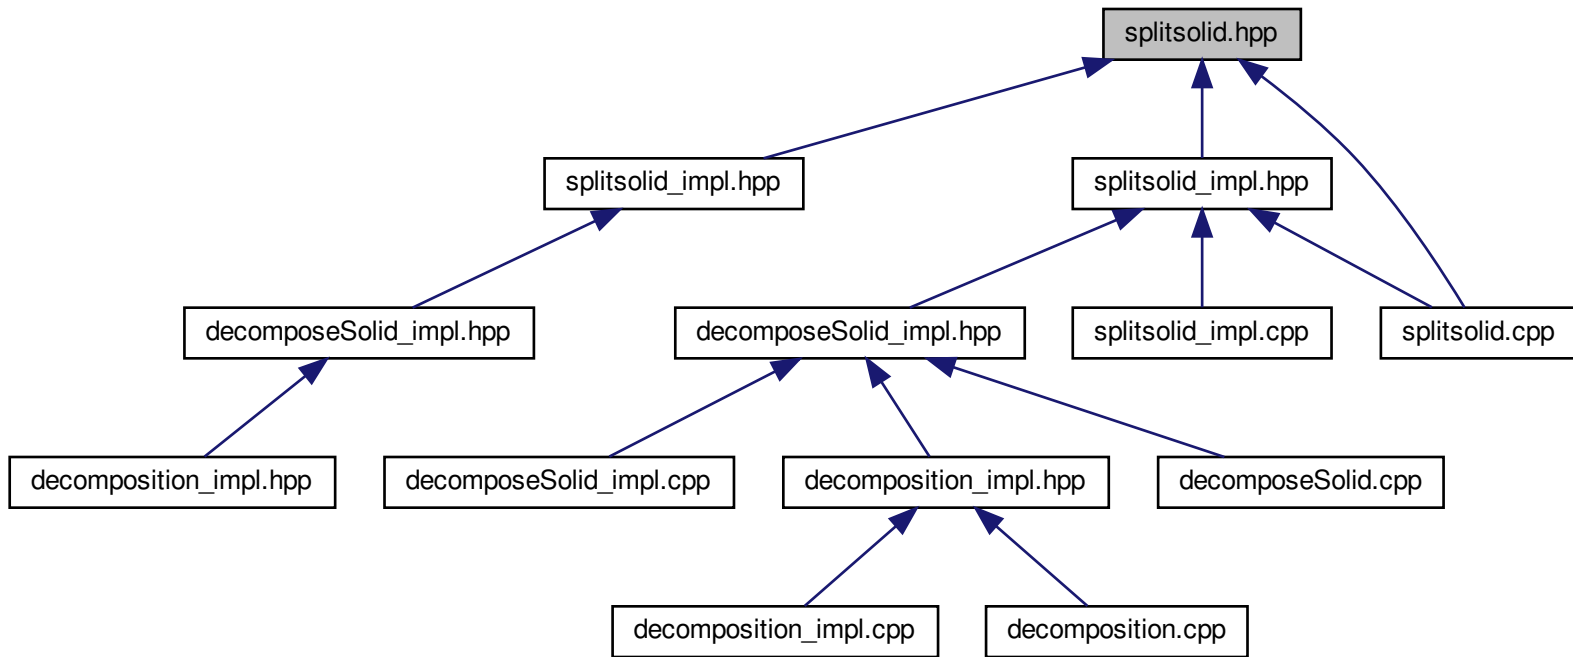 splitsolid.hpp
splitsolid_impl.hpp
splitsolid_impl.hpp
decomposeSolid_impl.hpp
decomposeSolid_impl.hpp
splitsolid_impl.cpp
splitsolid.cpp
decomposition_impl.hpp
decomposeSolid_impl.cpp
decomposition_impl.hpp
decomposeSolid.cpp
decomposition_impl.cpp
decomposition.cpp